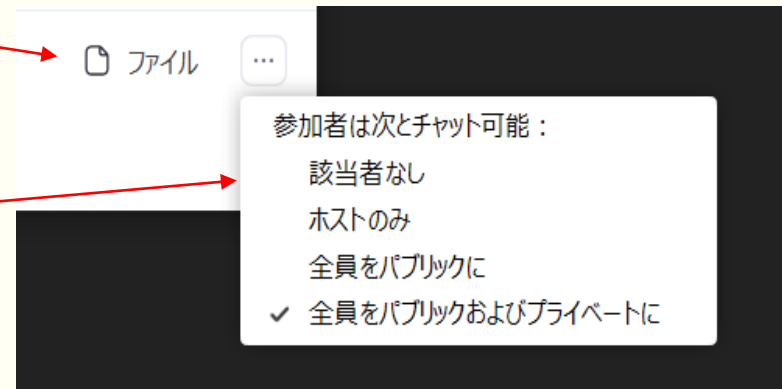 ファイル …
参加者は次とチャット可能：
該当者なし
ホストのみ
全員をパブリックに
✓ 全員をパブリックおよびプライベートに